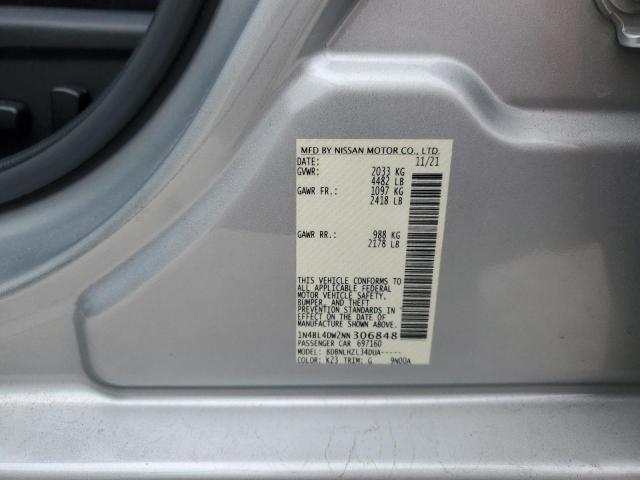 MFD BY NISSAN MOTOR CO., LTD.
DATE: 11/21
GVWR: 2033 KG
4482 LB
GAWR FR.: 1097 KG
2418 LB
GAWR RR.: 988 KG
2178 LB
THIS VEHICLE CONFORMS TO
ALL APPLICABLE FEDERAL
MOTOR VEHICLE SAFETY,
BUMPER, AND THEFT
PREVENTION STANDARDS IN
EFFECT ON THE DATE OF
MANUFACTURE SHOWN ABOVE.
1N4BL4DW2NN306848
PASSENGER CAR 697160
MODEL: BDBNLHZL34DUA-----
COLOR: K23 TRIM: G 9N00A